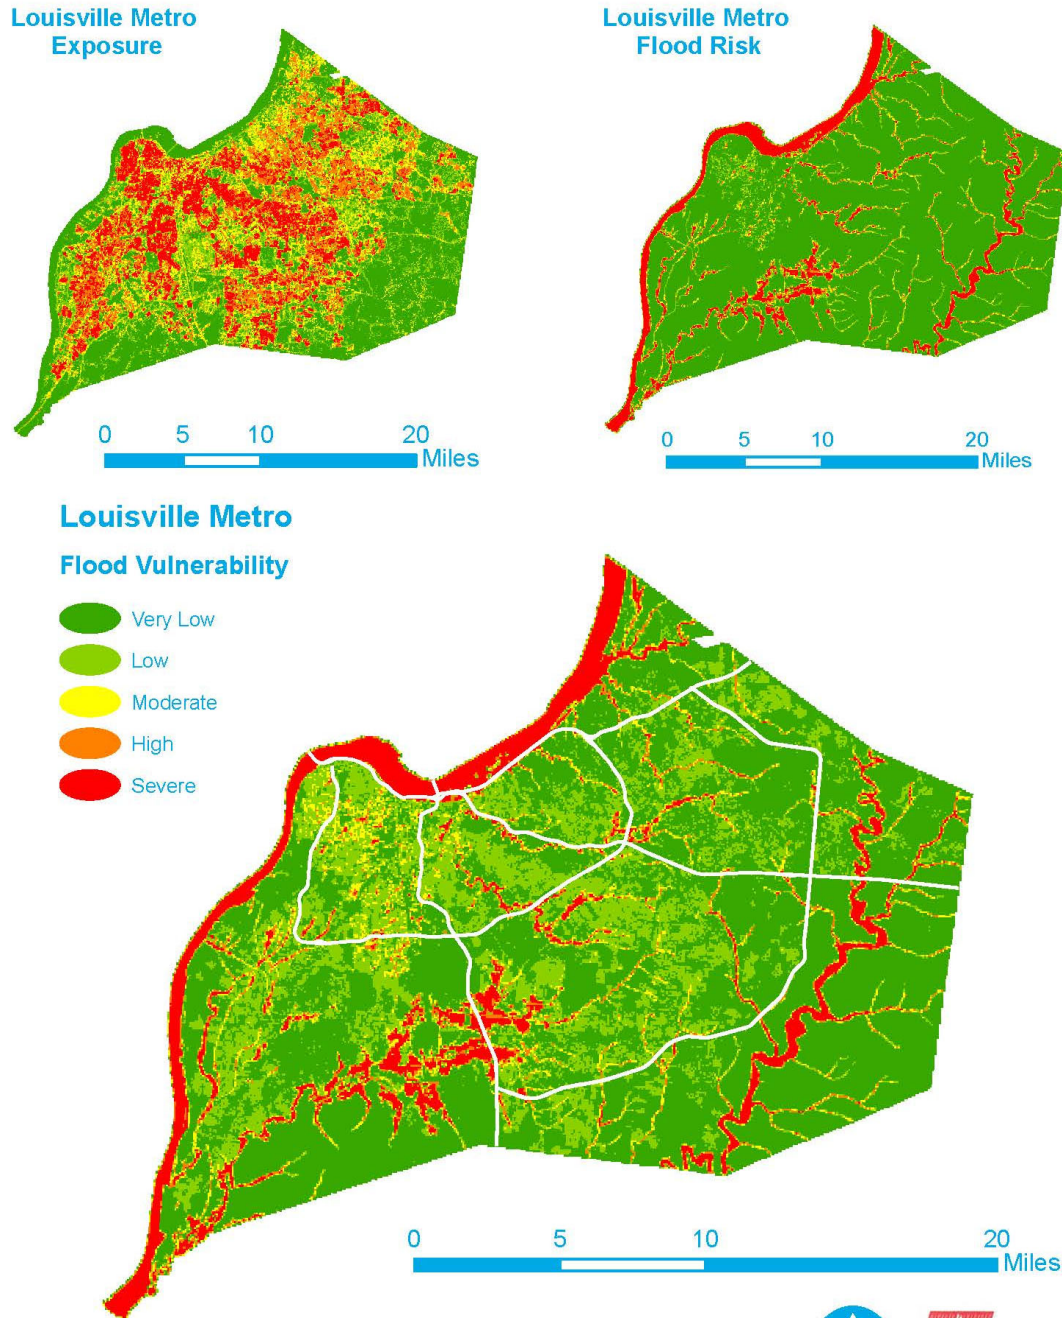 Louisville Metro
Exposure
Louisville Metro
Flood Risk
0 5 10 20
Miles
0 5 10 20
Miles
Louisville Metro
Flood Vulnerability
Very Low
Low
Moderate
High
Severe
0 5 10 20
Miles